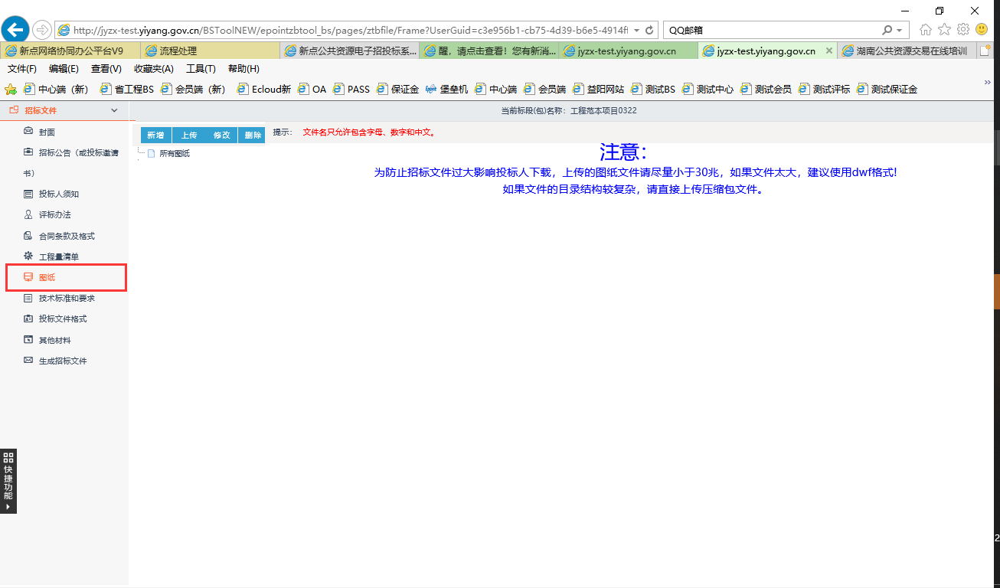 http://jyzx-test.yiyang.gov.cn/BSToolNEW/epointzbtool_bs/pages/ztbfile/Frame?UserGuid=c3e956b1-cb75-4d39-b6e5-4914ff
QQ邮箱
新点网络协同办公平台V9
流程处理
新点公共资源电子招投标系...
醒，请点击查看！您有新消...
jyzx-test.yiyang.gov.cn
jyzx-test.yiyang.gov.cn
湖南公共资源交易在线培训
文件(F) 编辑(E) 查看(V) 收藏夹(A) 工具(T) 帮助(H)
中心端（新） 省工程BS 会员端（新） Ecloud新 OA PASS 保证金 堡垒机 中心端 会员端 益阳网站 测试BS 测试中心 测试会员 测试评标 测试保证金
招标文件
当前标段(包)名称：工程范本项目0322
封面
招标公告（或投标邀请
书）
投标人须知
评标办法
合同条款及格式
工程量清单
图纸
技术标准和要求
投标文件格式
其他材料
生成招标文件
新增 上传 修改 删除 提示： 文件名只允许包含字母、数字和中文。
所有图纸
注意：
为防止招标文件过大影响投标人下载，上传的图纸文件请尽量小于30兆，如果文件太大，建议使用dwf格式!
如果文件的目录结构较复杂，请直接上传压缩包文件。
快捷功能
2